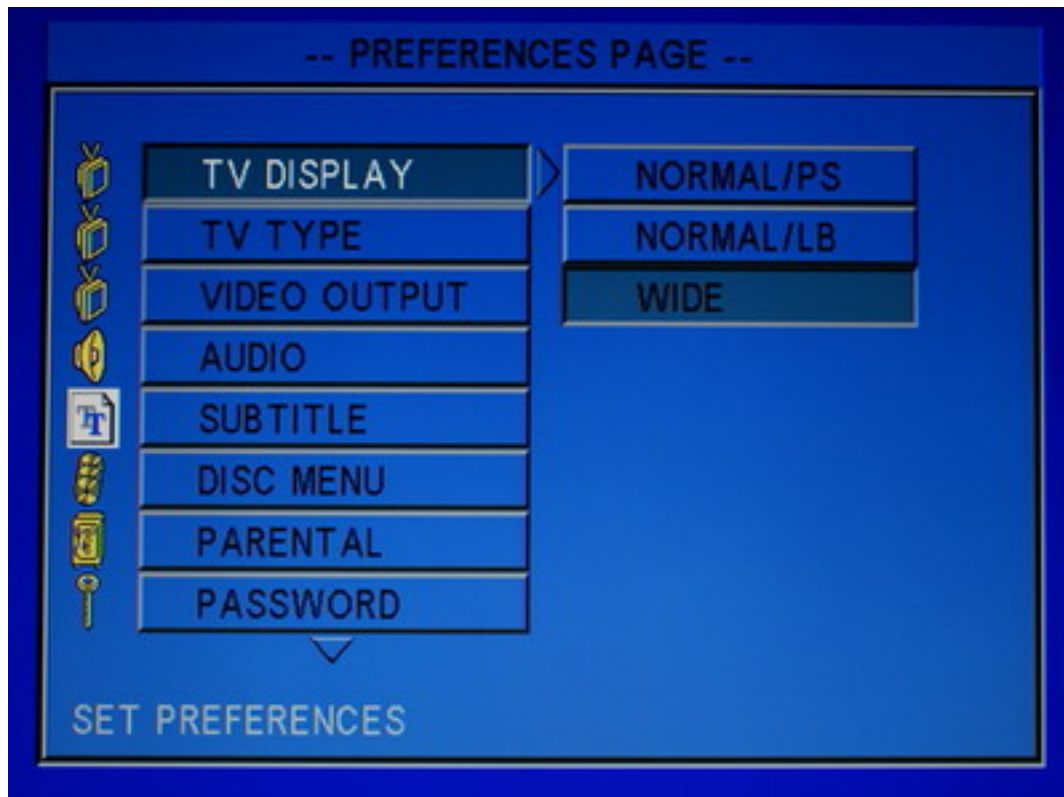 -- PREFERENCES PAGE --
TV DISPLAY
NORMAL/PS
TV TYPE
NORMAL/LB
VIDEO OUTPUT
WIDE
AUDIO
SUBTITLE
DISC MENU
PARENTAL
PASSWORD
SET PREFERENCES